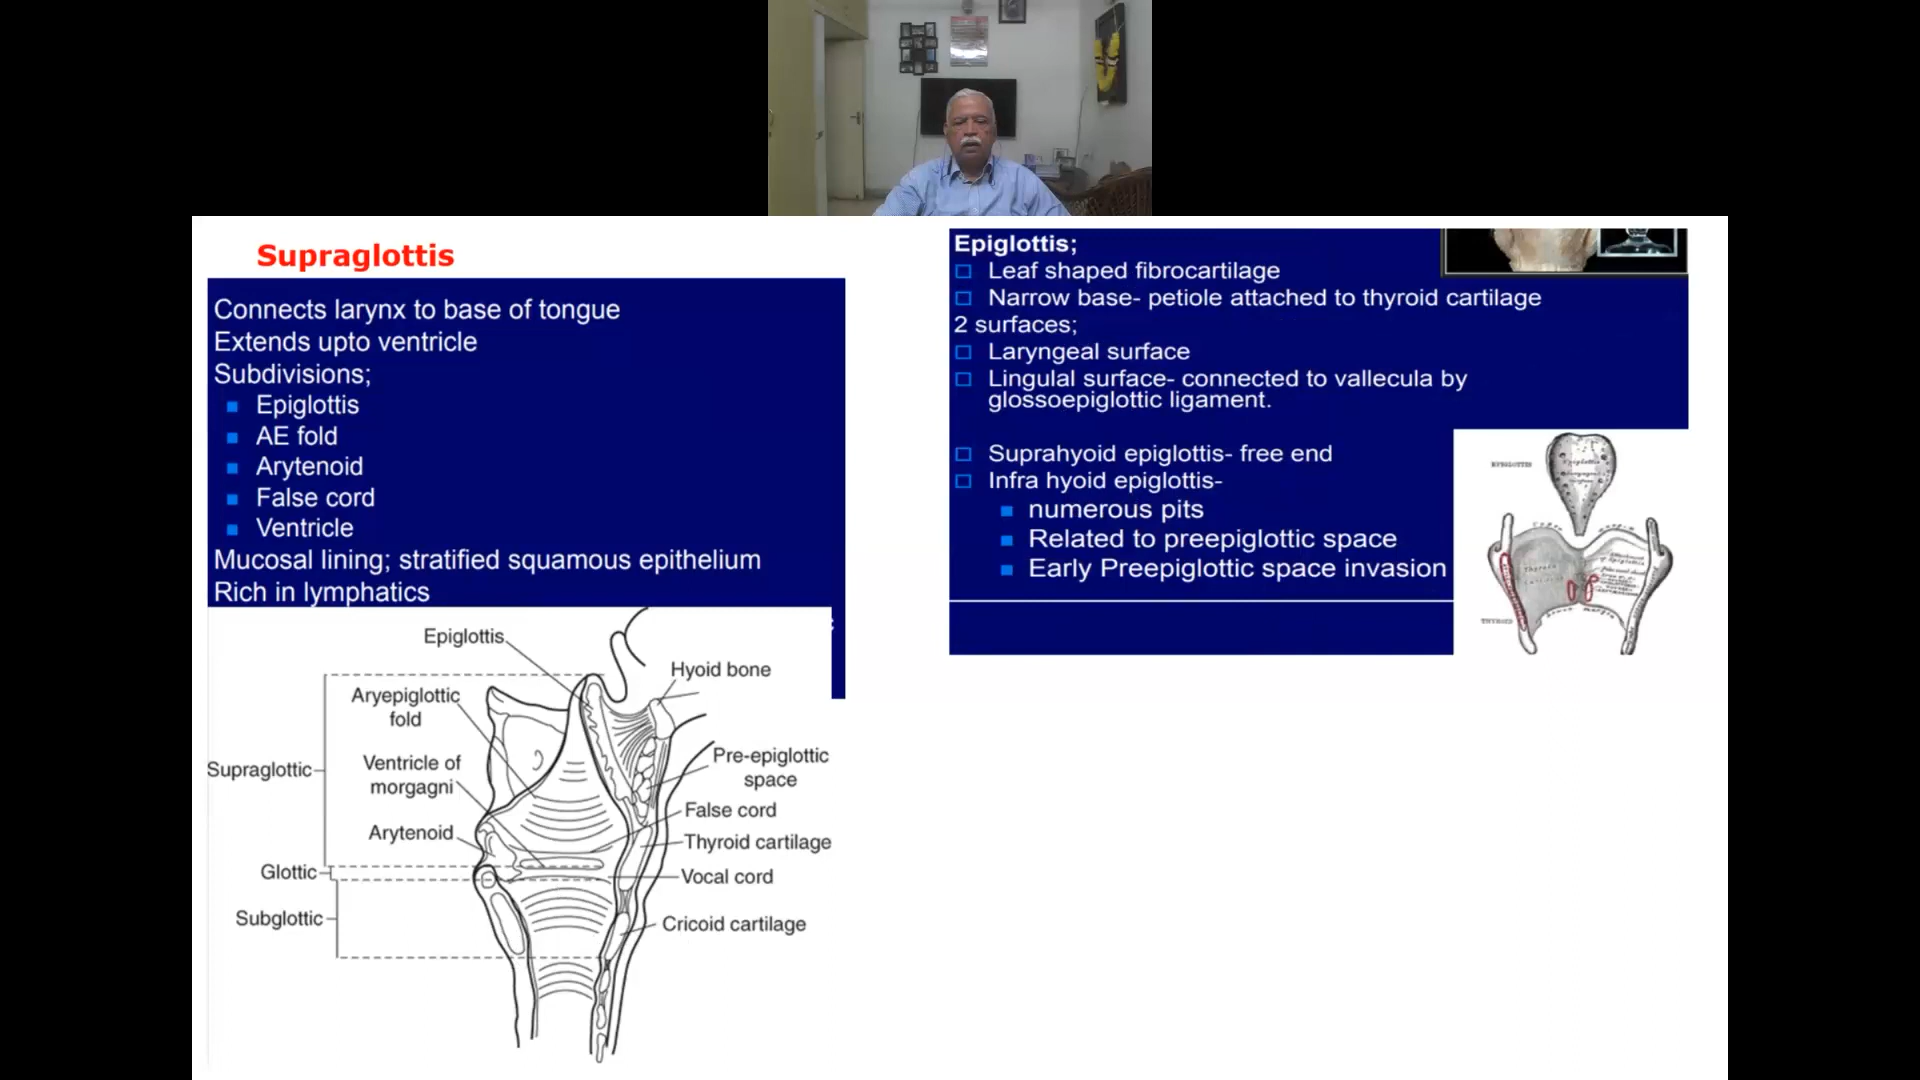 Supraglottis
Connects larynx to base of tongue
Extends upto ventricle
Subdivisions;
Epiglottis
AE fold
Arytenoid
False cord
Ventricle
Mucosal lining; stratified squamous epithelium
Rich in lymphatics
Epiglottis
Hyoid bone
Aryepiglottic
fold
Ventricle of
morgagni
Supraglottic
Pre-epiglottic
space
False cord
Arytenoid
Thyroid cartilage
Glottic
Vocal cord
Subglottic
Cricoid cartilage
Epiglottis;
Leaf shaped fibrocartilage
Narrow base- petiole attached to thyroid cartilage
2 surfaces;
Laryngeal surface
Lingulal surface- connected to vallecula by
glossoepiglottic ligament.
Suprahyoid epiglottis- free end
Infra hyoid epiglottis-
numerous pits
Related to preepiglottic space
Early Preepiglottic space invasion
EPIGLOTTIS
Epiglottis
THYROID